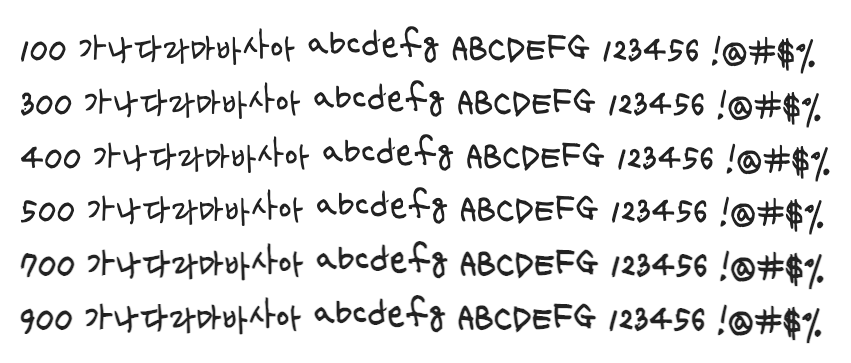 100 가나다라마바사아 abcdefg ABCDEFG 123456 !@#$%
300 가나다라마바사아 abcdefg ABCDEFG 123456 !@#$%
400 가나다라마바사아 abcdefg ABCDEFG 123456 !@#$%
500 가나다라마바사아 abcdefg ABCDEFG 123456 !@#$%
700 가나다라마바사아 abcdefg ABCDEFG 123456 !@#$%
900 가나다라마바사아 abcdefg ABCDEFG 123456 !@#$%